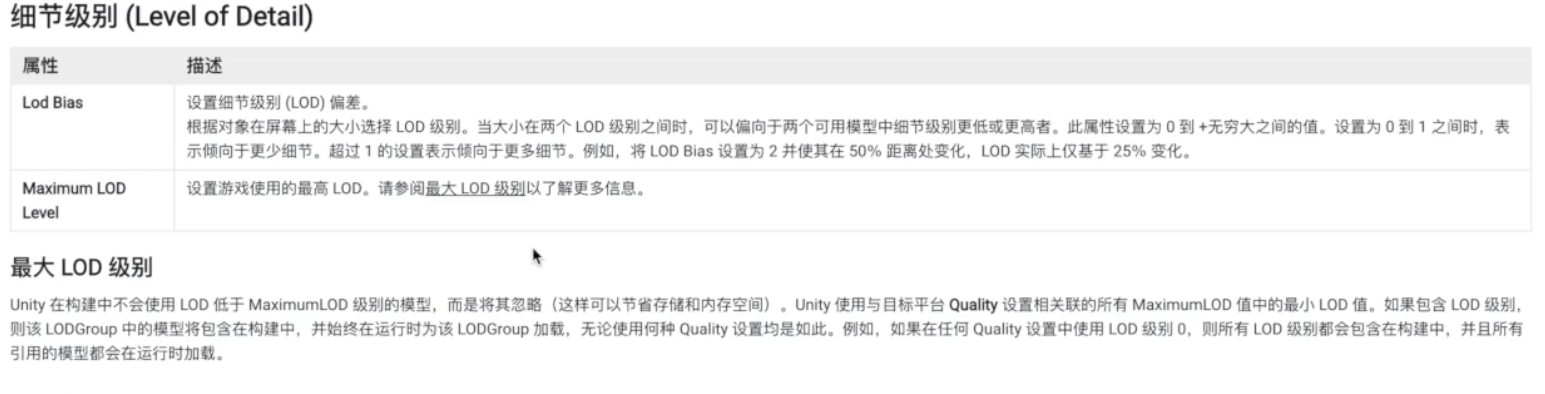 细节级别 (Level of Detail)
属性 描述
Lod Bias 设置细节级别 (LOD) 偏差。
根据对象在屏幕上的大小选择 LOD 级别。当大小在两个 LOD 级别之间时，可以偏向于两个可用模型中细节级别更低或更高者。此属性设置为 0 到 +无穷大之间的值。设置为 0 到 1 之间时，表
示倾向于更少细节。超过 1 的设置表示倾向于更多细节。例如，将 LOD Bias 设置为 2 并使其在 50% 距离处变化，LOD 实际上仅基于 25% 变化。
Maximum LOD 设置游戏使用的最高 LOD。请参阅最大 LOD 级别以了解更多信息。
Level
最大 LOD 级别
Unity 在构建中不会使用 LOD 低于 MaximumLOD 级别的模型，而是将其忽略（这样可以节省存储和内存空间）。Unity 使用与目标平台 Quality 设置相关联的所有 MaximumLOD 值中的最小 LOD 值。如果包含 LOD 级别，
则该 LODGroup 中的模型将包含在构建中，并始终在运行时为该 LODGroup 加载，无论使用何种 Quality 设置均是如此。例如，如果在任何 Quality 设置中使用 LOD 级别 0，则所有 LOD 级别都会包含在构建中，并且所有
引用的模型都会在运行时加载。